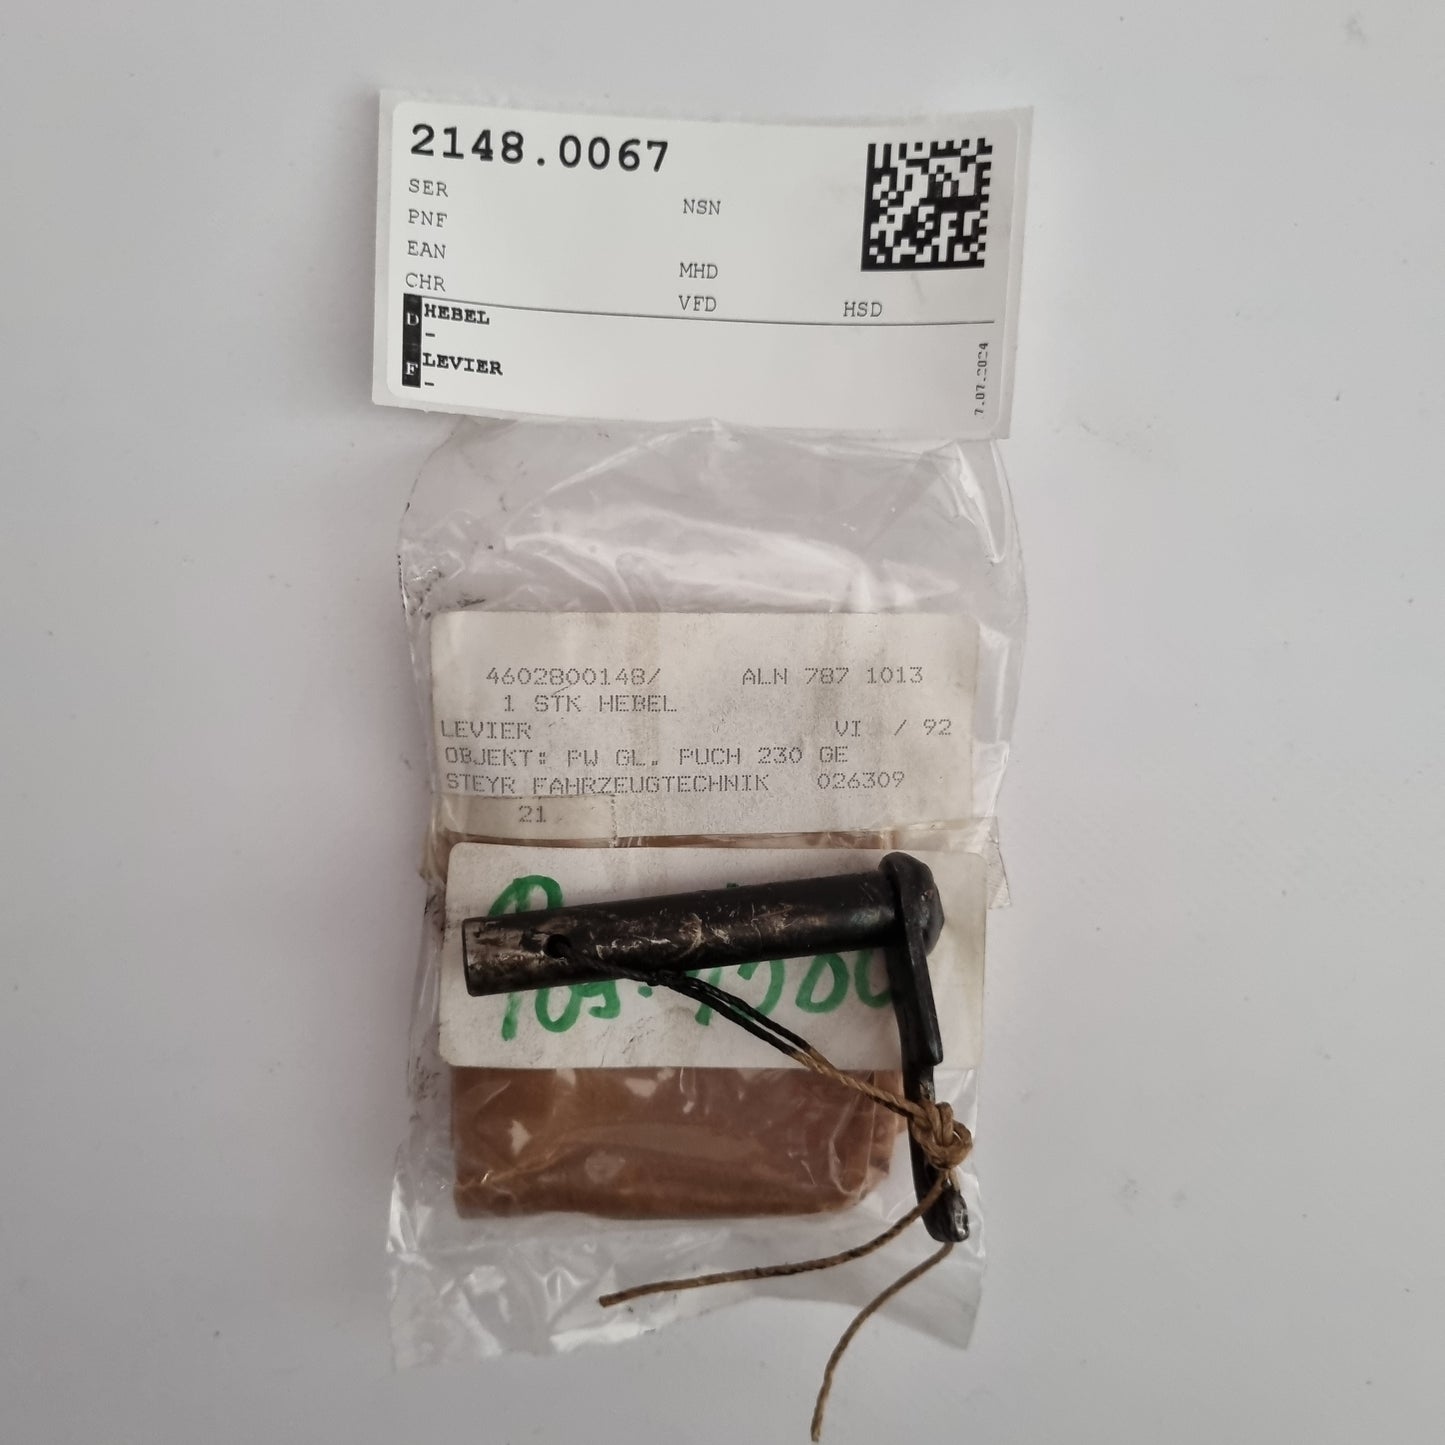 2148.0067
SER
NSN
PNF
EAN
MHD
CHR
VFD
HSD
D HEBEL
-
F LEVIER
-
7.07.2024
4602800148/ ALN 787 1013
1 STK HEBEL
LEVIER VI / 92
OBJEKT: PW GL. PUCH 230 GE
STEYR FAHRZEUGTECHNIK 026309
21